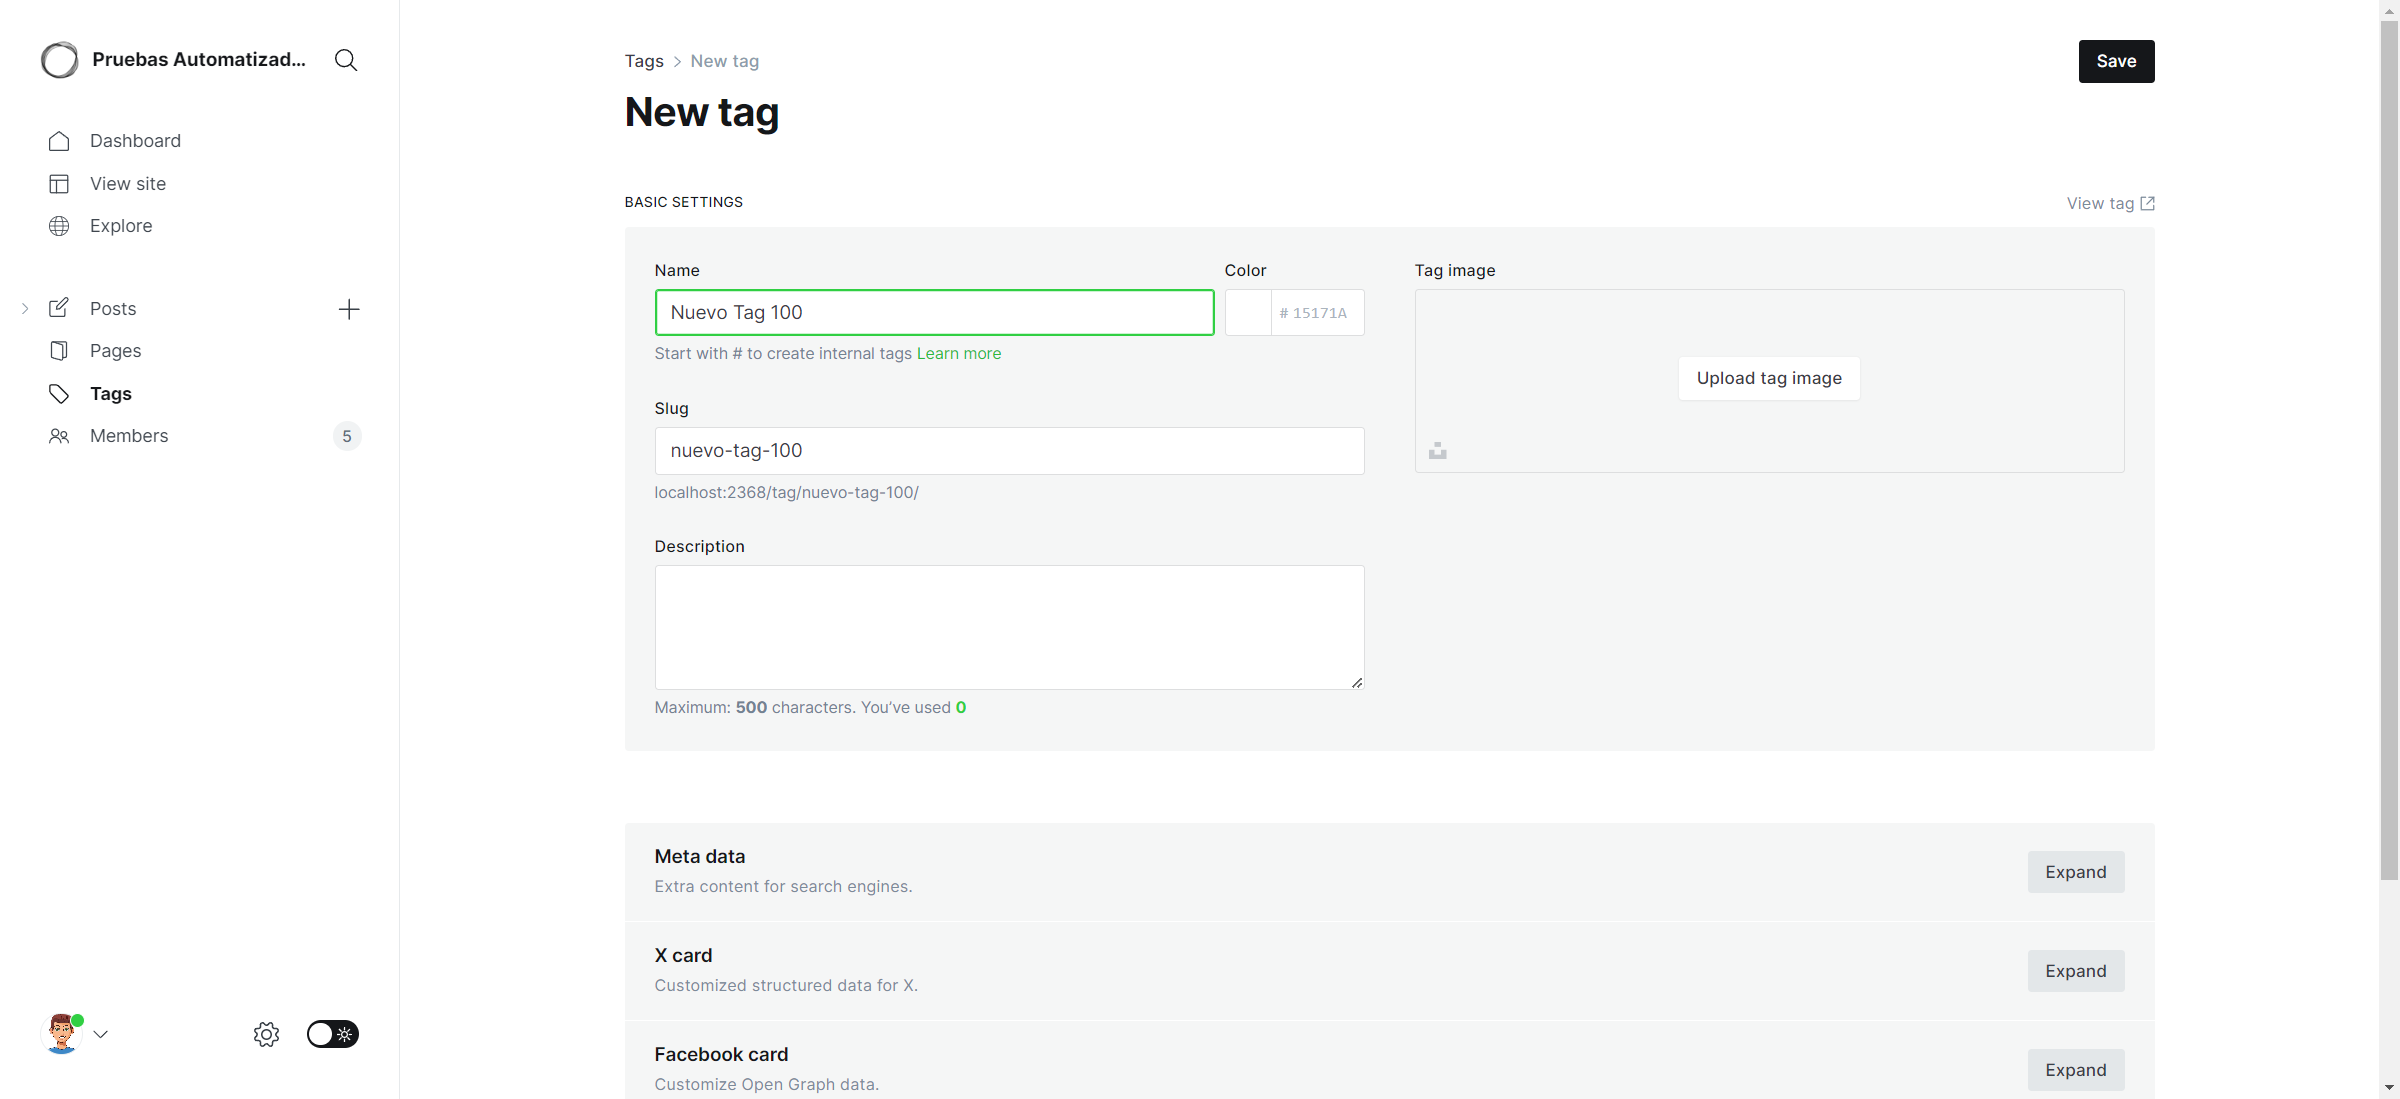 Pruebas Automatizad...
Dashboard
View site
Explore
Posts
Pages
Tags
Members
5
Tags > New tag
Save
New tag
BASIC SETTINGS
View tag
Name
Nuevo Tag 100
Start with # to create internal tags Learn more
Color
# 15171A
Tag image
Upload tag image
Slug
nuevo-tag-100
localhost:2368/tag/nuevo-tag-100/
Description
Maximum: 500 characters. You’ve used 0
Meta data
Extra content for search engines.
Expand
X card
Customized structured data for X.
Expand
Facebook card
Customize Open Graph data.
Expand